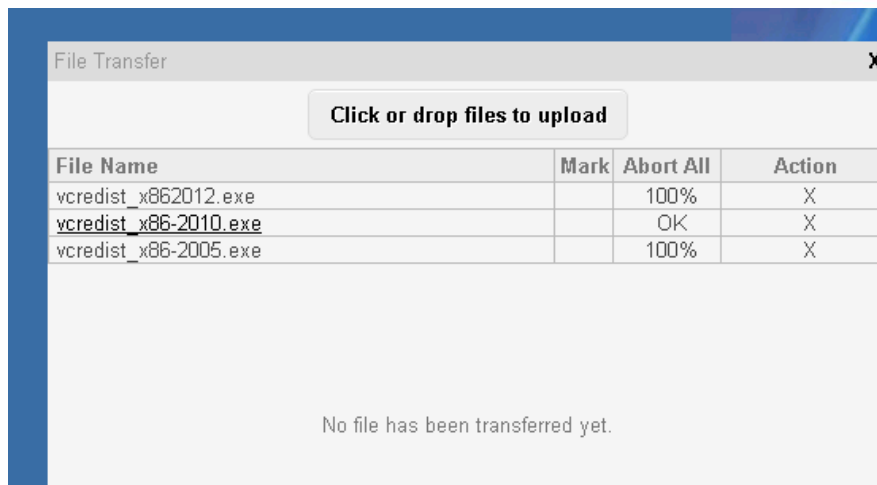 File Transfer X
Click or drop files to upload
File Name Mark Abort All Action
vcredist_x862012.exe 100% X
vcredist_x86-2010.exe OK X
vcredist_x86-2005.exe 100% X
No file has been transferred yet.